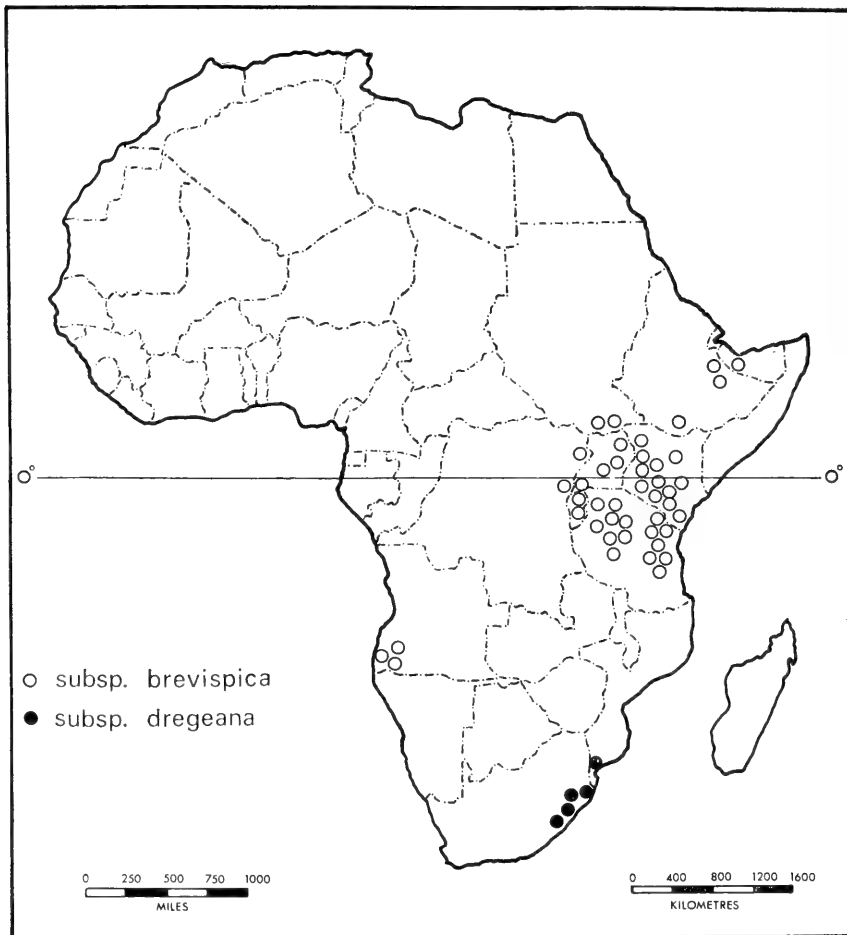 0° 0°
subsp. brevispica
subsp. dregeana
0 250 500 750 1000
MILES
0 400 800 1200 1600
KILOMETRES